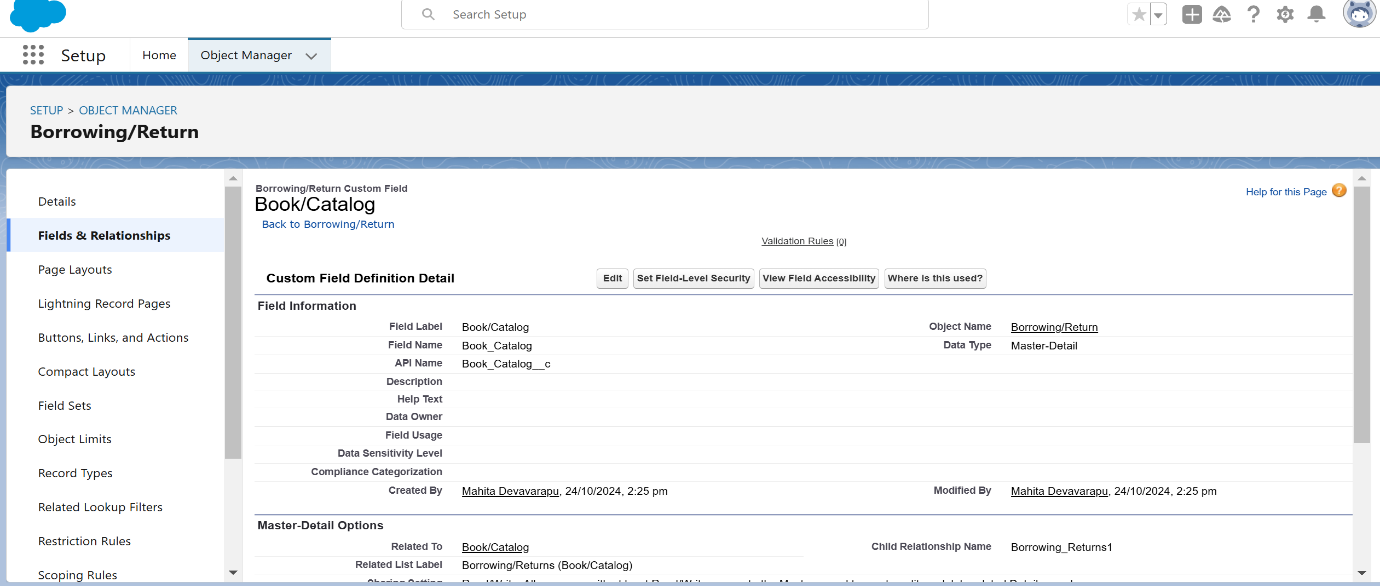 Search Setup
Setup
Home
Object Manager
SETUP > OBJECT MANAGER
Borrowing/Return
Details
Fields & Relationships
Page Layouts
Lightning Record Pages
Buttons, Links, and Actions
Compact Layouts
Field Sets
Object Limits
Record Types
Related Lookup Filters
Restriction Rules
Scoping Rules
Borrowing/Return Custom Field
Book/Catalog
Back to Borrowing/Return
Help for this Page
Validation Rules [0]
Custom Field Definition Detail
Edit
Set Field-Level Security
View Field Accessibility
Where is this used?
Field Information
Field Label Book/Catalog Object Name Borrowing/Return
Field Name Book_Catalog Data Type Master-Detail
API Name Book_Catalog__c
Description
Help Text
Data Owner
Field Usage
Data Sensitivity Level
Compliance Categorization
Created By Mahita Devavarapu, 24/10/2024, 2:25 pm Modified By Mahita Devavarapu, 24/10/2024, 2:25 pm
Master-Detail Options
Related To Book/Catalog Child Relationship Name Borrowing_Returns1
Related List Label Borrowing/Returns (Book/Catalog)